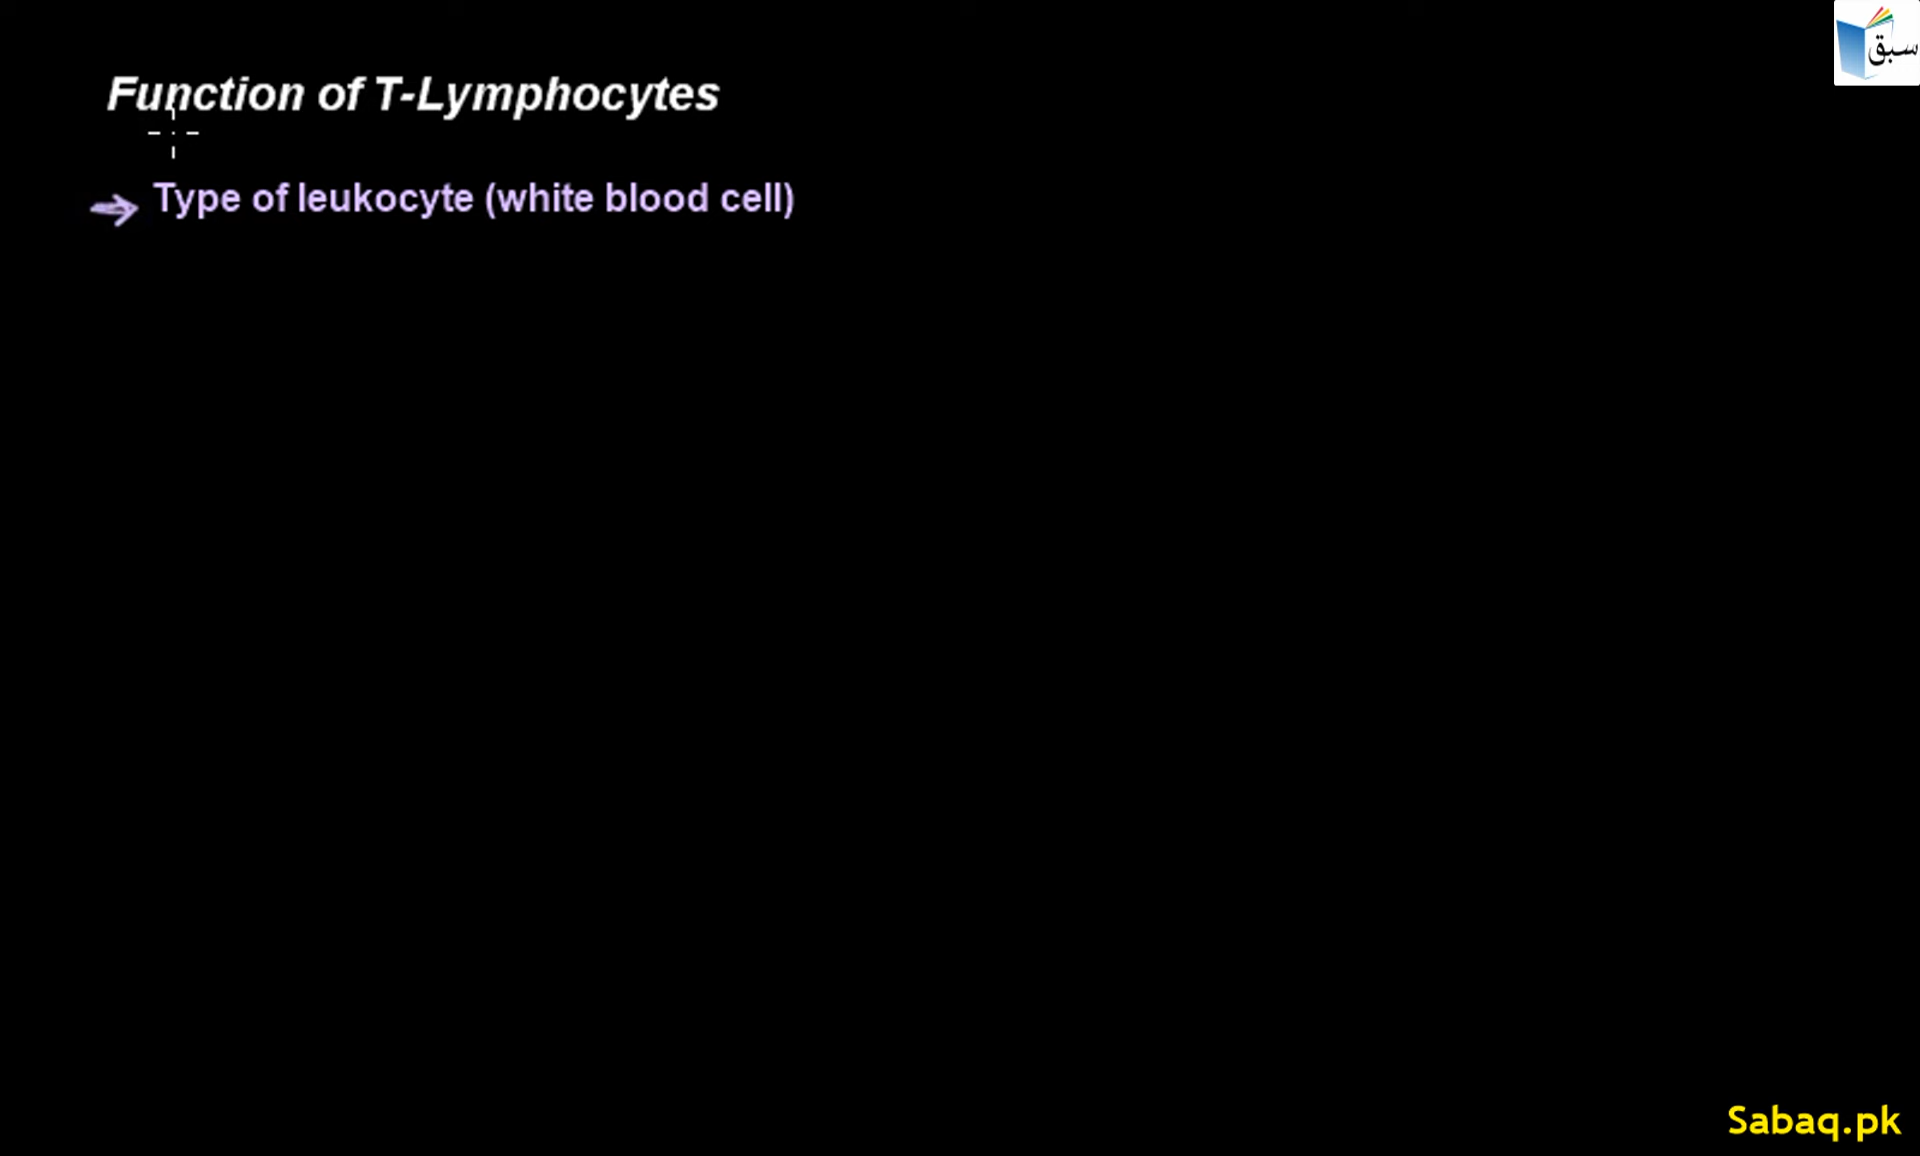 سبق
Function of T-Lymphocytes
Type of leukocyte (white blood cell)
Sabaq.pk